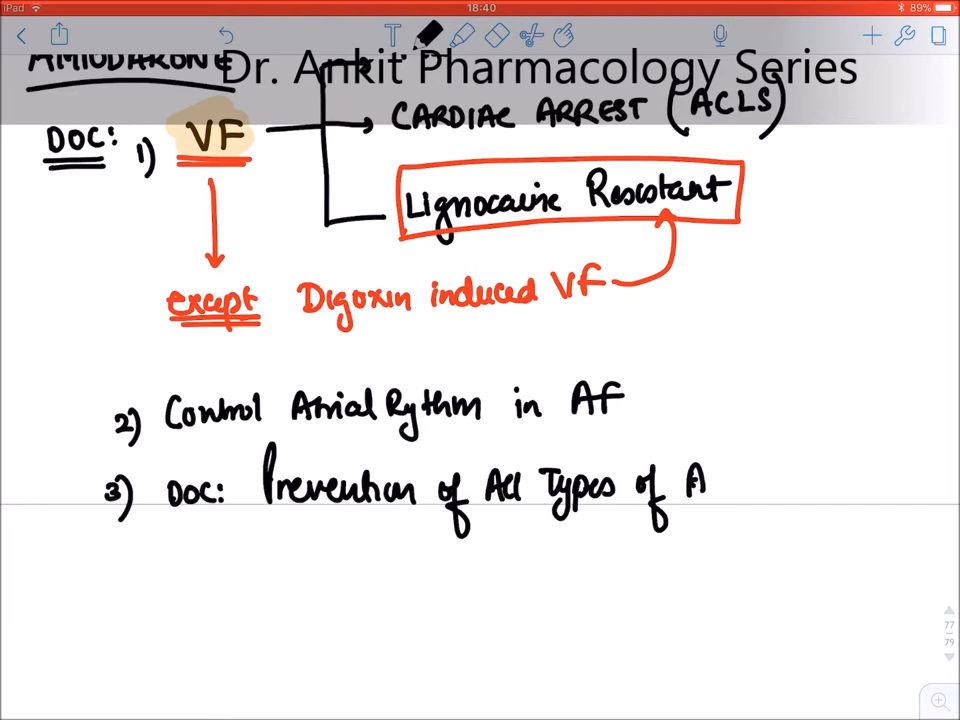 iPad 18:40 89%
AMIODARONE
Dr. Ankit Pharmacology Series
CARDIAC ARREST (ACLS)
DOC: 1) VF
Lignocaine Resistant
except Digoxin induced VF
2) Control Atrial Rythm in AF
3) DOC: Prevention of All Types of A
77
79